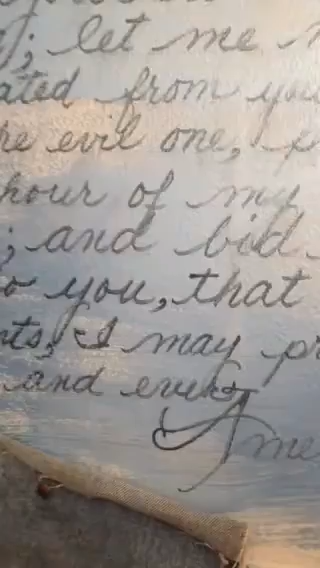 ; let me
ated from you
he evil one, p
hour of my
; and bid
o you, that
nts, I may pr
and ever
Ame